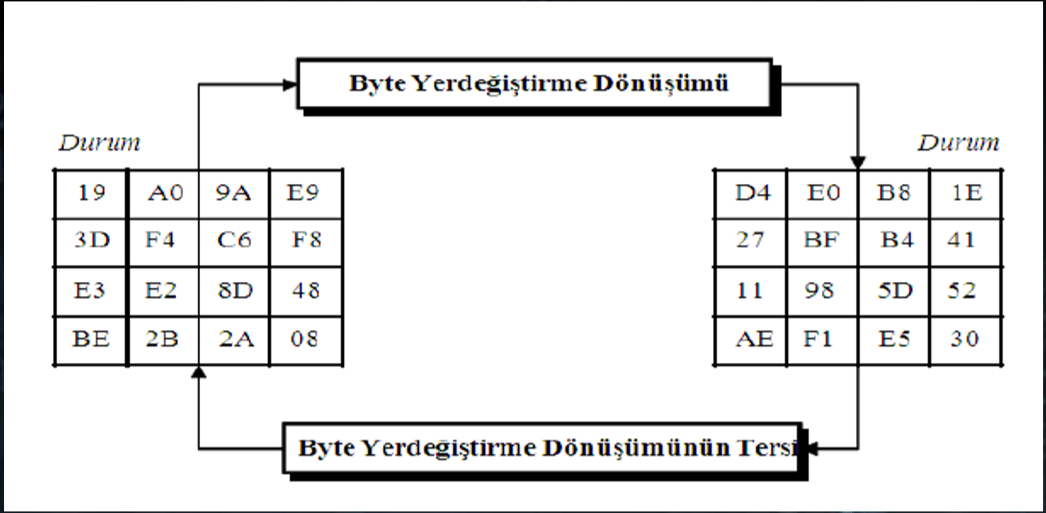 Byte Yerdeğiştirme Dönüşümü
Durum
19 A0 9A E9
3D F4 C6 F8
E3 E2 8D 48
BE 2B 2A 08
Durum
D4 E0 B8 1E
27 BF B4 41
11 98 5D 52
AE F1 E5 30
Byte Yerdeğiştirme Dönüşümünün Tersi